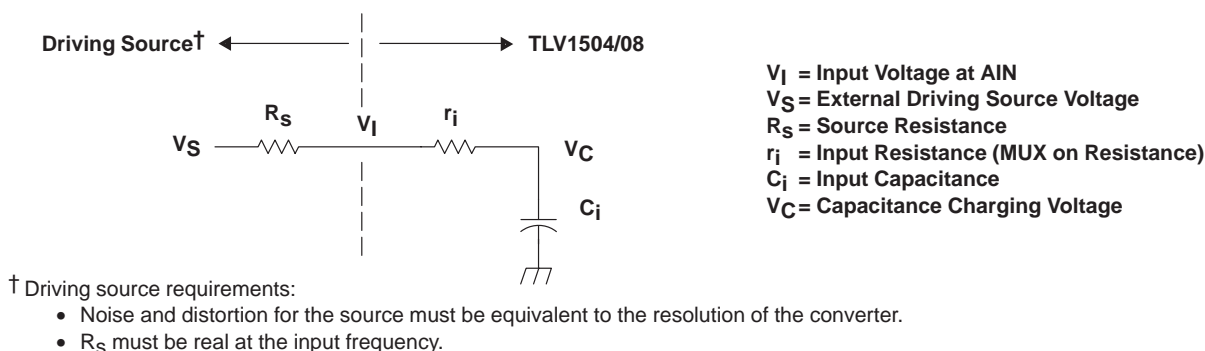 Driving Source† TLV1504/08
VI = Input Voltage at AIN
VS = External Driving Source Voltage
RS = Source Resistance
ri = Input Resistance (MUX on Resistance)
Ci = Input Capacitance
VC = Capacitance Charging Voltage
Rs VI ri
VS VC
Ci
† Driving source requirements:
• Noise and distortion for the source must be equivalent to the resolution of the converter.
• Rs must be real at the input frequency.